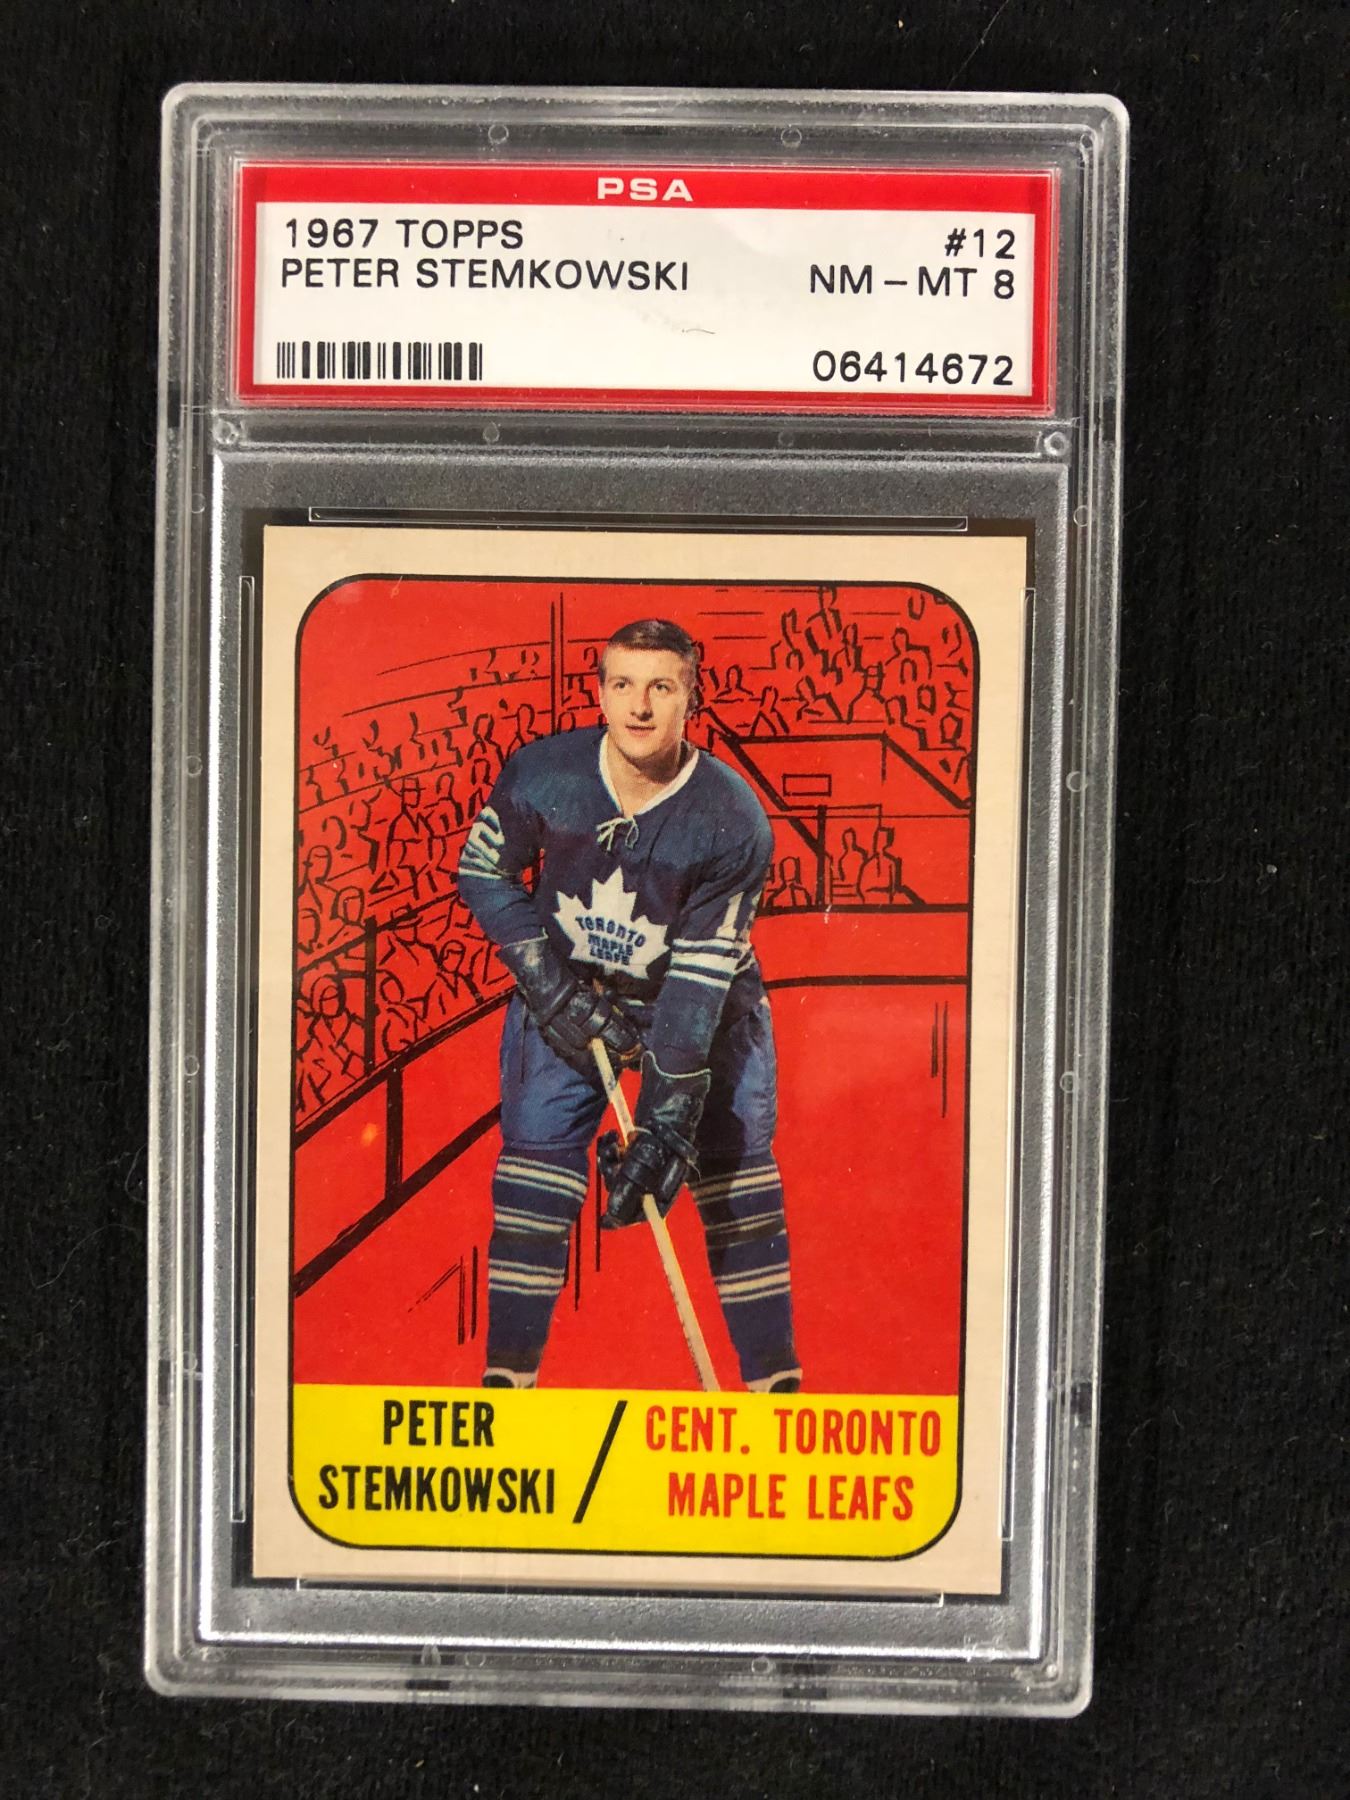 PSA
1967 TOPPS #12
PETER STEMKOWSKI NM-MT 8
06414672
TORONTO
MAPLE
LEAFS
PETER
STEMKOWSKI
/
CENT. TORONTO
MAPLE LEAFS